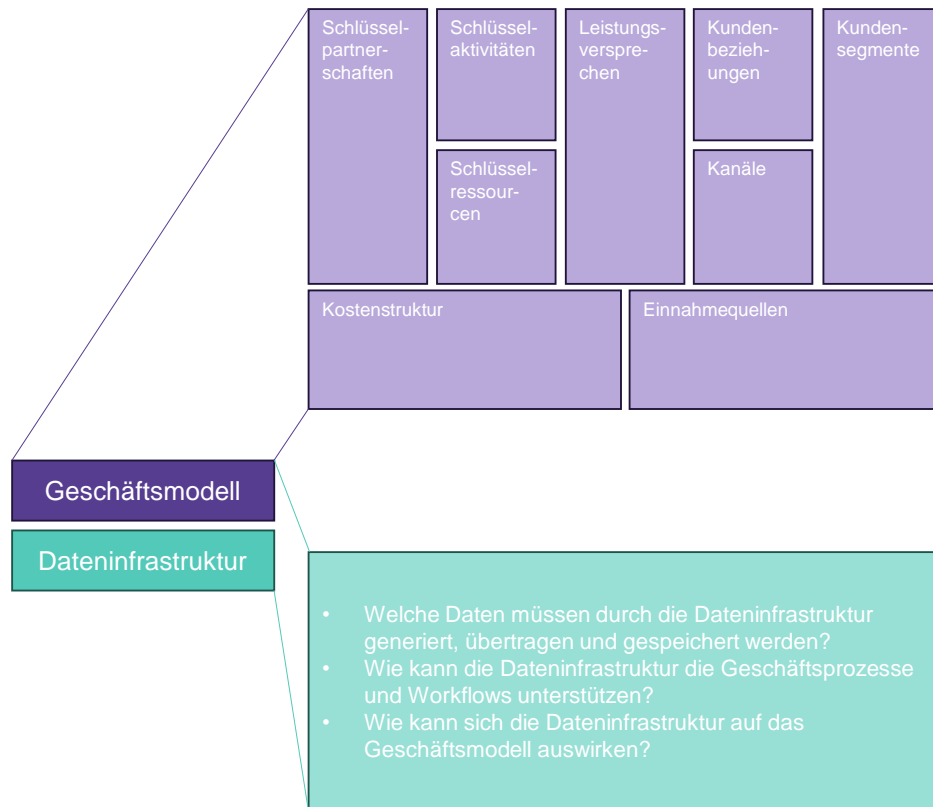 Schlüssel-
partner-
schaften
Schlüssel-
aktivitäten
Leistungs-
verspre-
chen
Kunden-
bezieh-
ungen
Kunden-
segmente
Schlüssel-
ressour-
cen
Kanäle
Kostenstruktur
Einnahmequellen
Geschäftsmodell
Dateninfrastruktur
• Welche Daten müssen durch die Dateninfrastruktur
generiert, übertragen und gespeichert werden?
• Wie kann die Dateninfrastruktur die Geschäftsprozesse
und Workflows unterstützen?
• Wie kann sich die Dateninfrastruktur auf das
Geschäftsmodell auswirken?